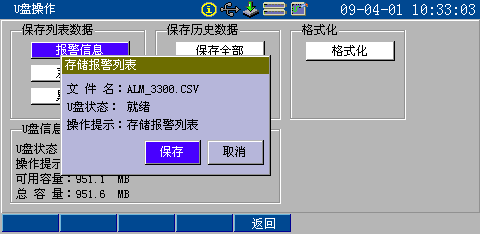 U盘操作 09-04-01 10:33:03
保存列表数据 保存历史数据 格式化
报警信息 保存全部 格式化
存储报警列表
文 件 名：ALM_3300.CSV
U盘状态： 就绪
操作提示：存储报警列表
保存 取消
U盘信息
U盘状态
操作提示
可用容量：951.1 MB
总 容 量：951.6 MB
返回